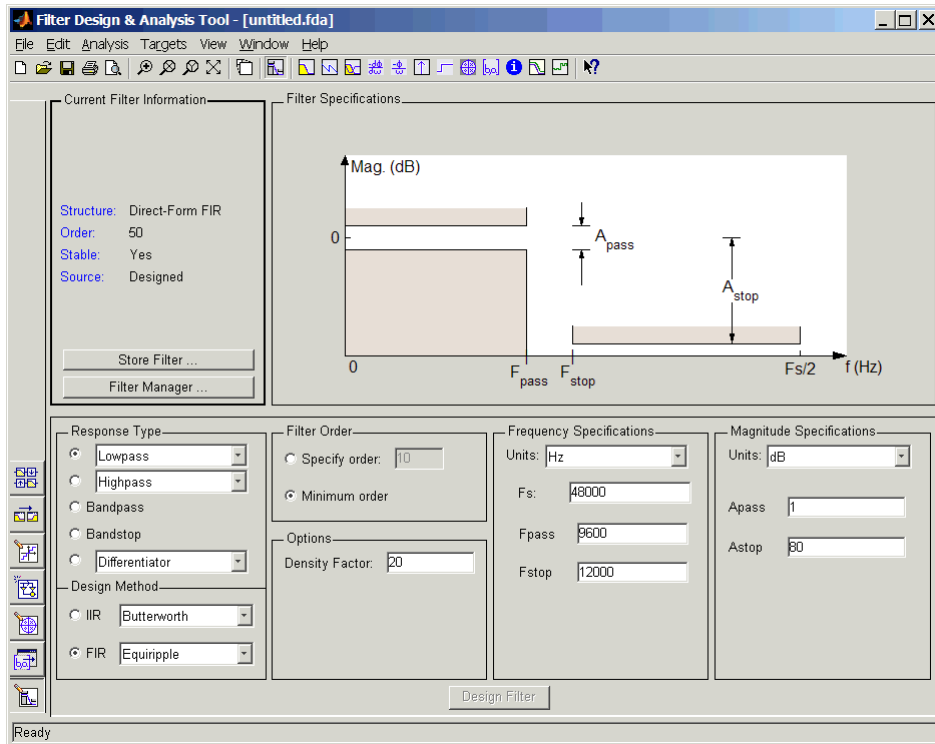 Filter Design & Analysis Tool - [untitled.fda]
File Edit Analysis Targets View Window Help
Current Filter Information
Structure: Direct-Form FIR
Order: 50
Stable: Yes
Source: Designed
Store Filter ...
Filter Manager ...
Filter Specifications
Mag. (dB)
0
A pass
A stop
0
F pass
F stop
Fs/2
f (Hz)
Response Type
Lowpass
Highpass
Bandpass
Bandstop
Differentiator
Design Method
IIR Butterworth
FIR Equiripple
Filter Order
Specify order: 10
Minimum order
Options
Density Factor: 20
Frequency Specifications
Units: Hz
Fs: 48000
Fpass 9600
Fstop 12000
Magnitude Specifications
Units: dB
Apass 1
Astop 80
Design Filter
Ready